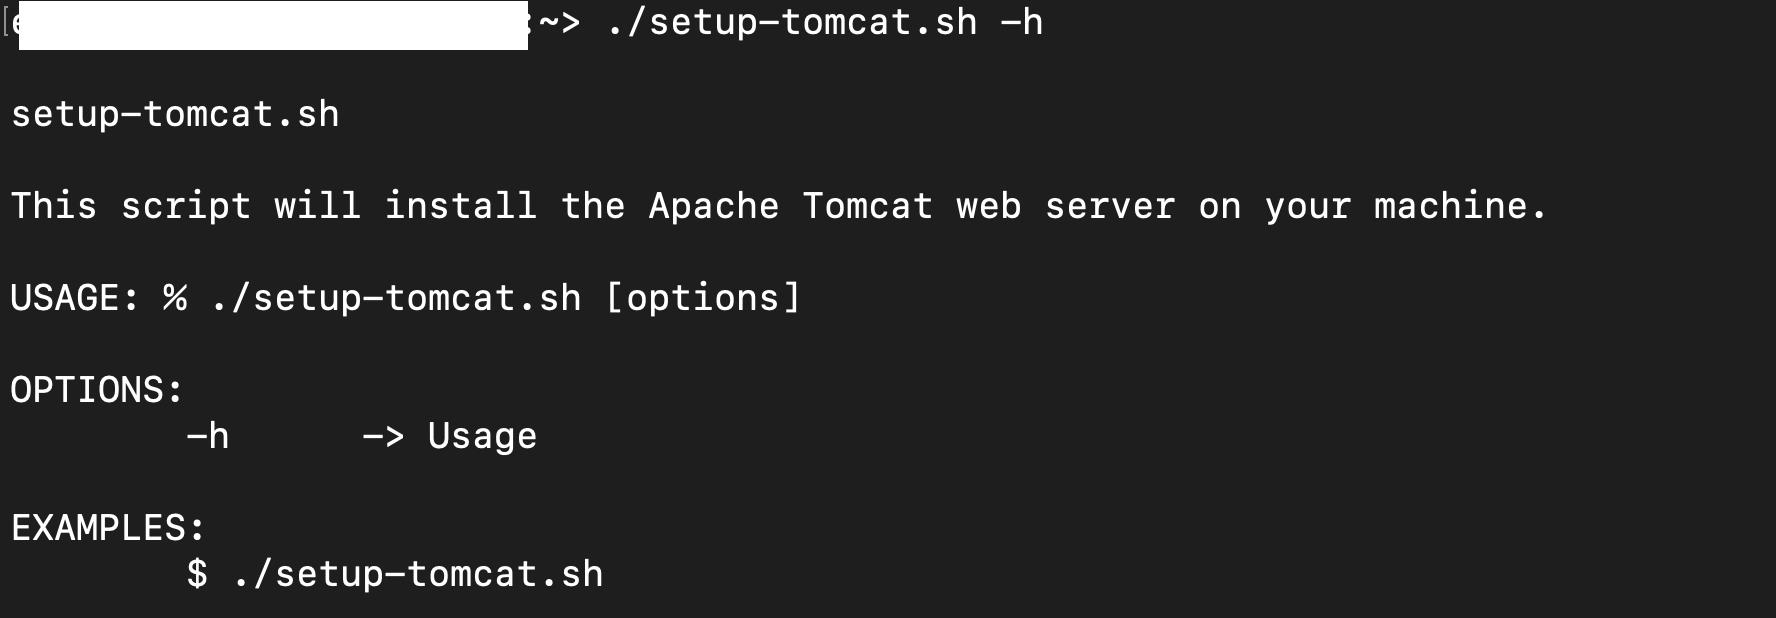 :~> ./setup-tomcat.sh -h
setup-tomcat.sh
This script will install the Apache Tomcat web server on your machine.
USAGE: % ./setup-tomcat.sh [options]
OPTIONS:
-h -> Usage
EXAMPLES:
$ ./setup-tomcat.sh